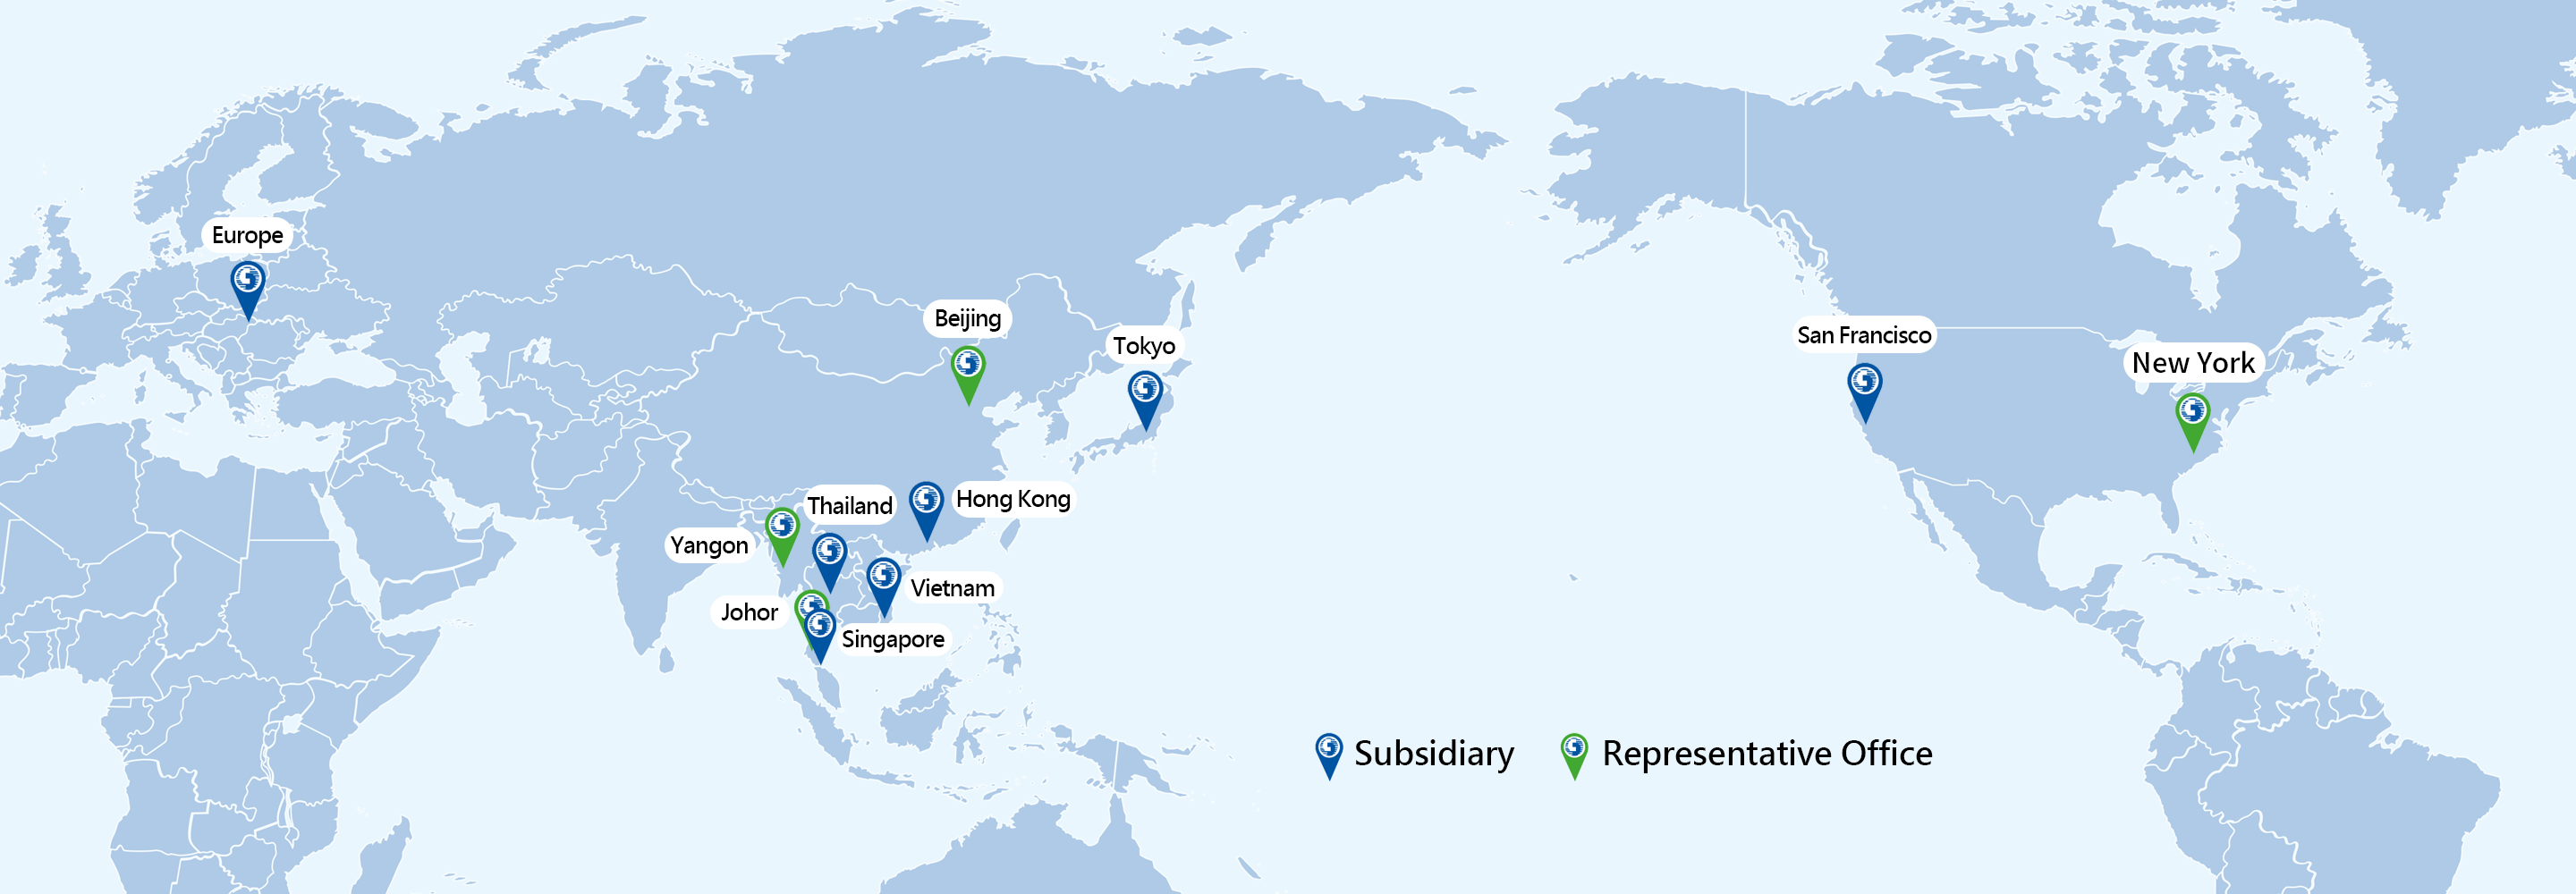 Europe
Beijing
Tokyo
San Francisco
New York
Thailand
Hong Kong
Yangon
Vietnam
Johor
Singapore
Subsidiary
Representative Office